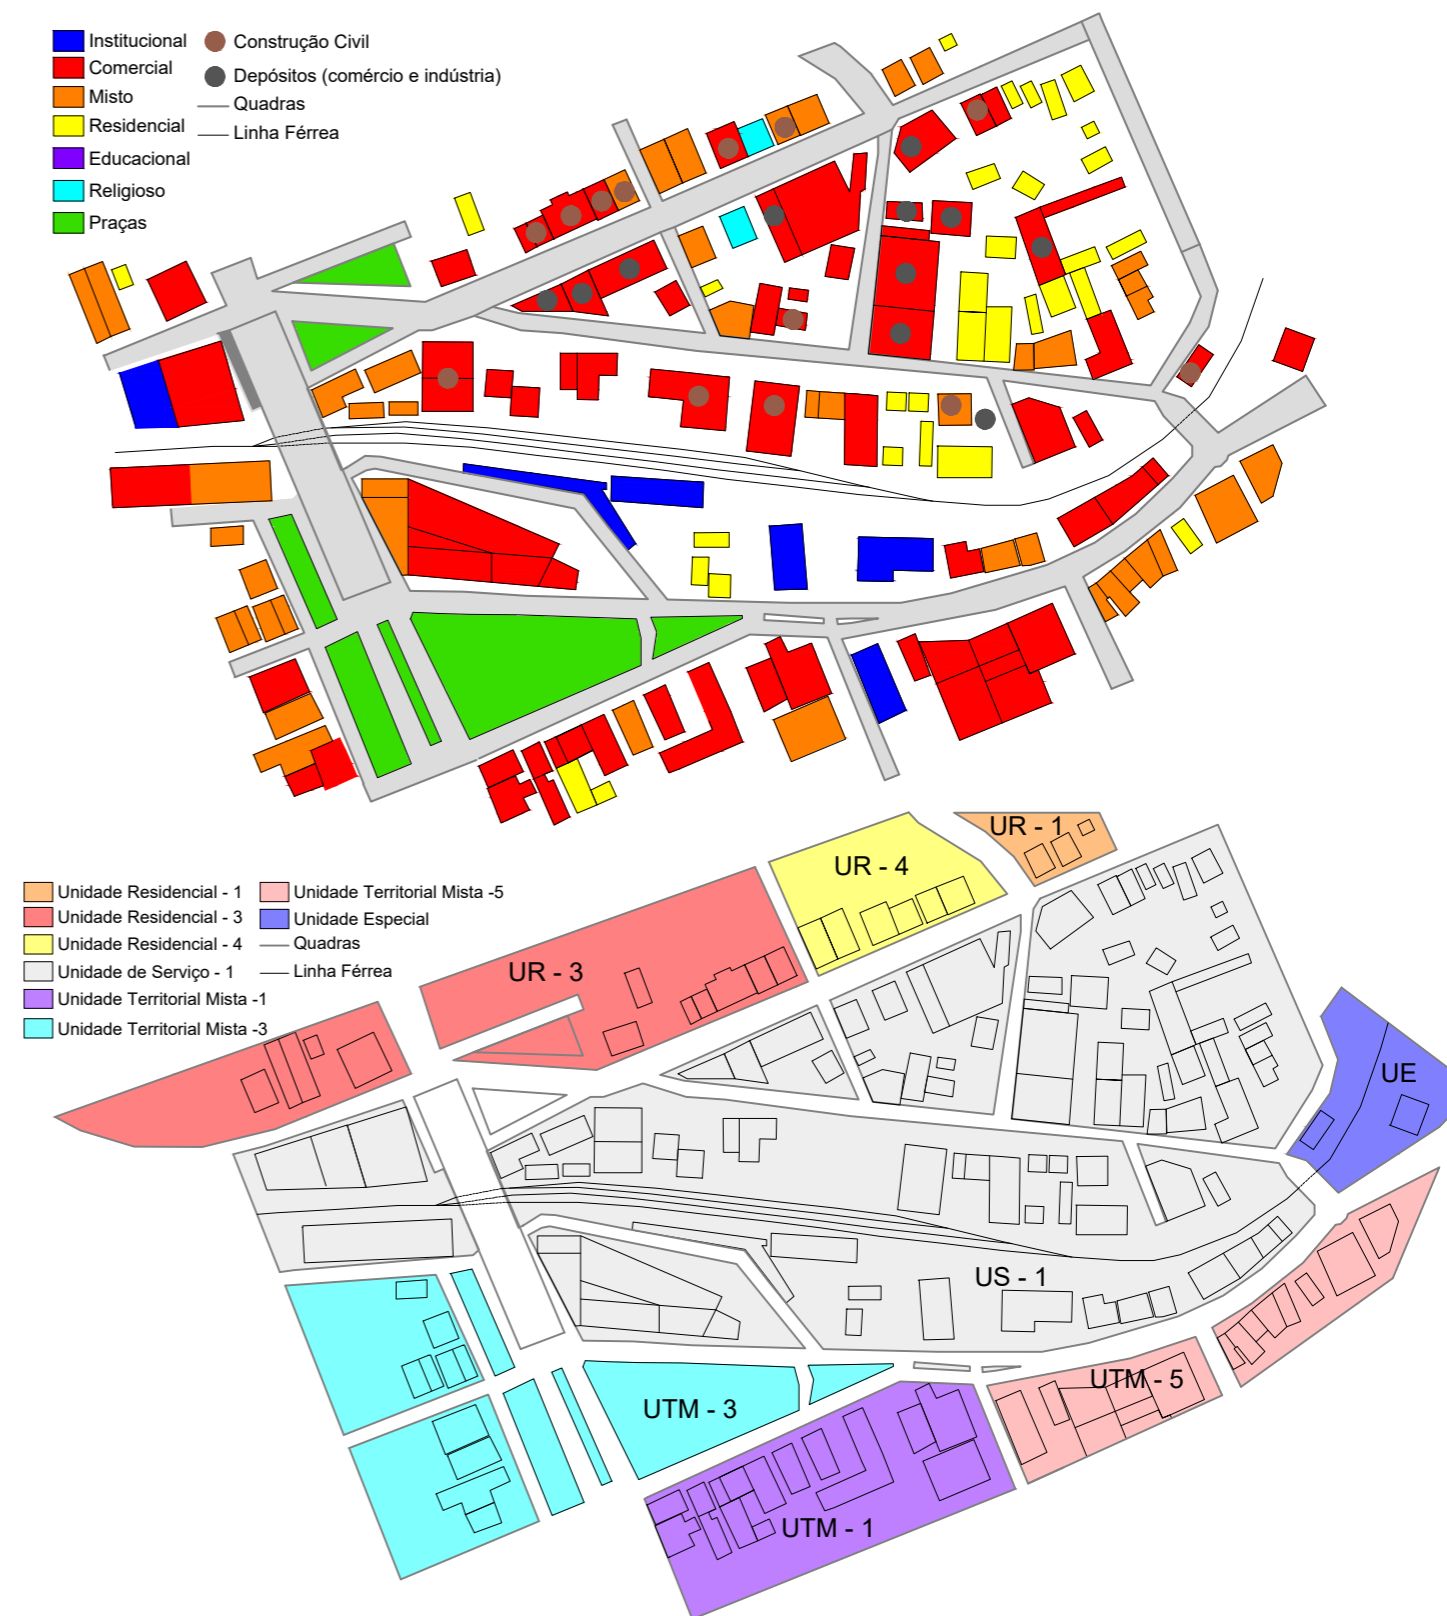 Institucional
Comercial
Misto
Residencial
Educacional
Religioso
Praças
Construção Civil
Depósitos (comércio e indústria)
Quadras
Linha Férrea
UR - 1
UR - 4
UR - 3
Unidade Residencial - 1
Unidade Residencial - 3
Unidade Residencial - 4
Unidade de Serviço - 1
Unidade Territorial Mista -1
Unidade Territorial Mista -3
Unidade Territorial Mista -5
Unidade Especial
Quadras
Linha Férrea
UE
US - 1
UTM - 5
UTM - 3
UTM - 1